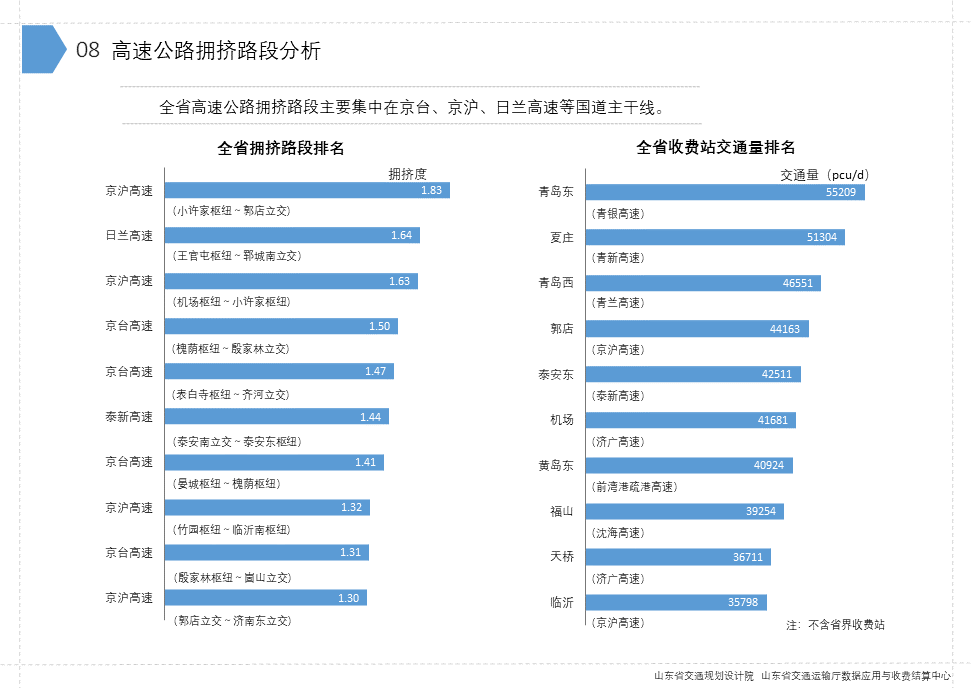 08 高速公路拥挤路段分析
全省高速公路拥挤路段主要集中在京台、京沪、日兰高速等国道主干线。
全省拥挤路段排名
拥挤度
京沪高速 1.83
(小许家枢纽~郭店立交)
日兰高速 1.64
(王官屯枢纽~郓城南立交)
京沪高速 1.63
(机场枢纽~小许家枢纽)
京台高速 1.50
(槐荫枢纽~殷家林立交)
京台高速 1.47
(表白寺枢纽~齐河立交)
泰新高速 1.44
(泰安南立交~泰安东枢纽)
京台高速 1.41
(晏城枢纽~槐荫枢纽)
京沪高速 1.32
(竹园枢纽~临沂南枢纽)
京台高速 1.31
(殷家林枢纽~崮山立交)
京沪高速 1.30
(郭店立交~济南东立交)
全省收费站交通量排名
交通量（pcu/d）
青岛东 55209
(青银高速)
夏庄 51304
(青新高速)
青岛西 46551
(青兰高速)
郭店 44163
(京沪高速)
泰安东 42511
(泰新高速)
机场 41681
(济广高速)
黄岛东 40924
(前湾港疏港高速)
福山 39254
(沈海高速)
天桥 36711
(济广高速)
临沂 35798
(京沪高速)
注：不含省界收费站
山东省交通规划设计院 山东省交通运输厅数据应用与收费结算中心